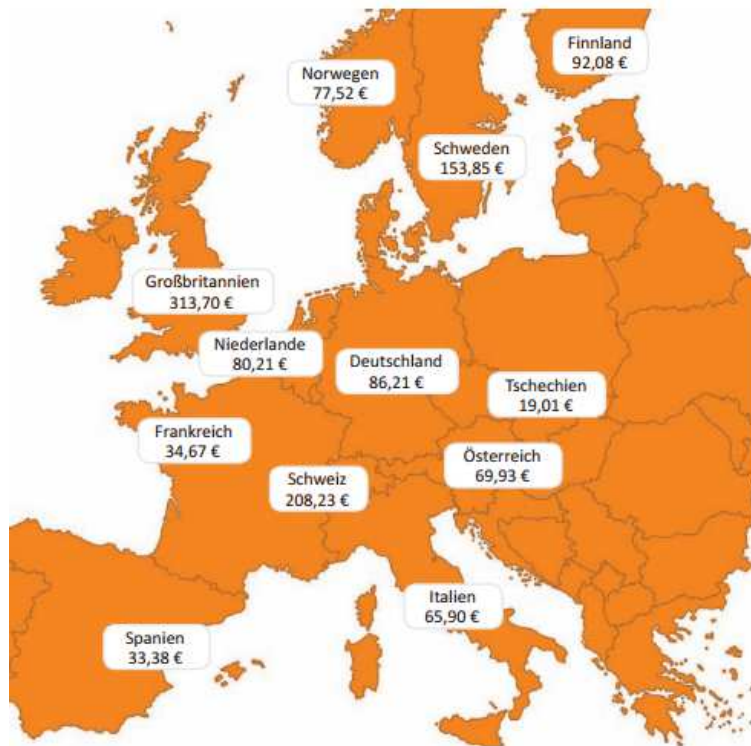 Finnland
92,08 €
Norwegen
77,52 €
Schweden
153,85 €
Großbritannien
313,70 €
Niederlande
80,21 €
Deutschland
86,21 €
Tschechien
19,01 €
Frankreich
34,67 €
Österreich
69,93 €
Schweiz
208,23 €
Italien
65,90 €
Spanien
33,38 €